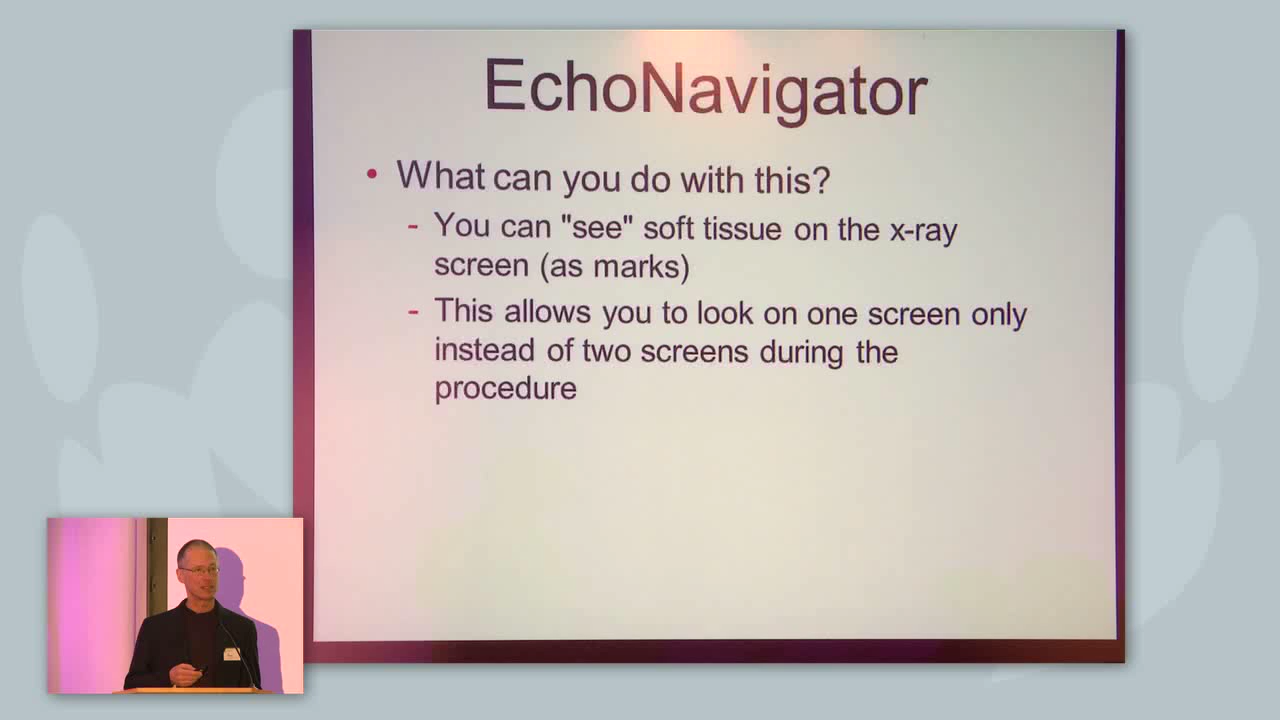 EchoNavigator
• What can you do with this?
- You can "see" soft tissue on the x-ray
screen (as marks)
- This allows you to look on one screen only
instead of two screens during the
procedure